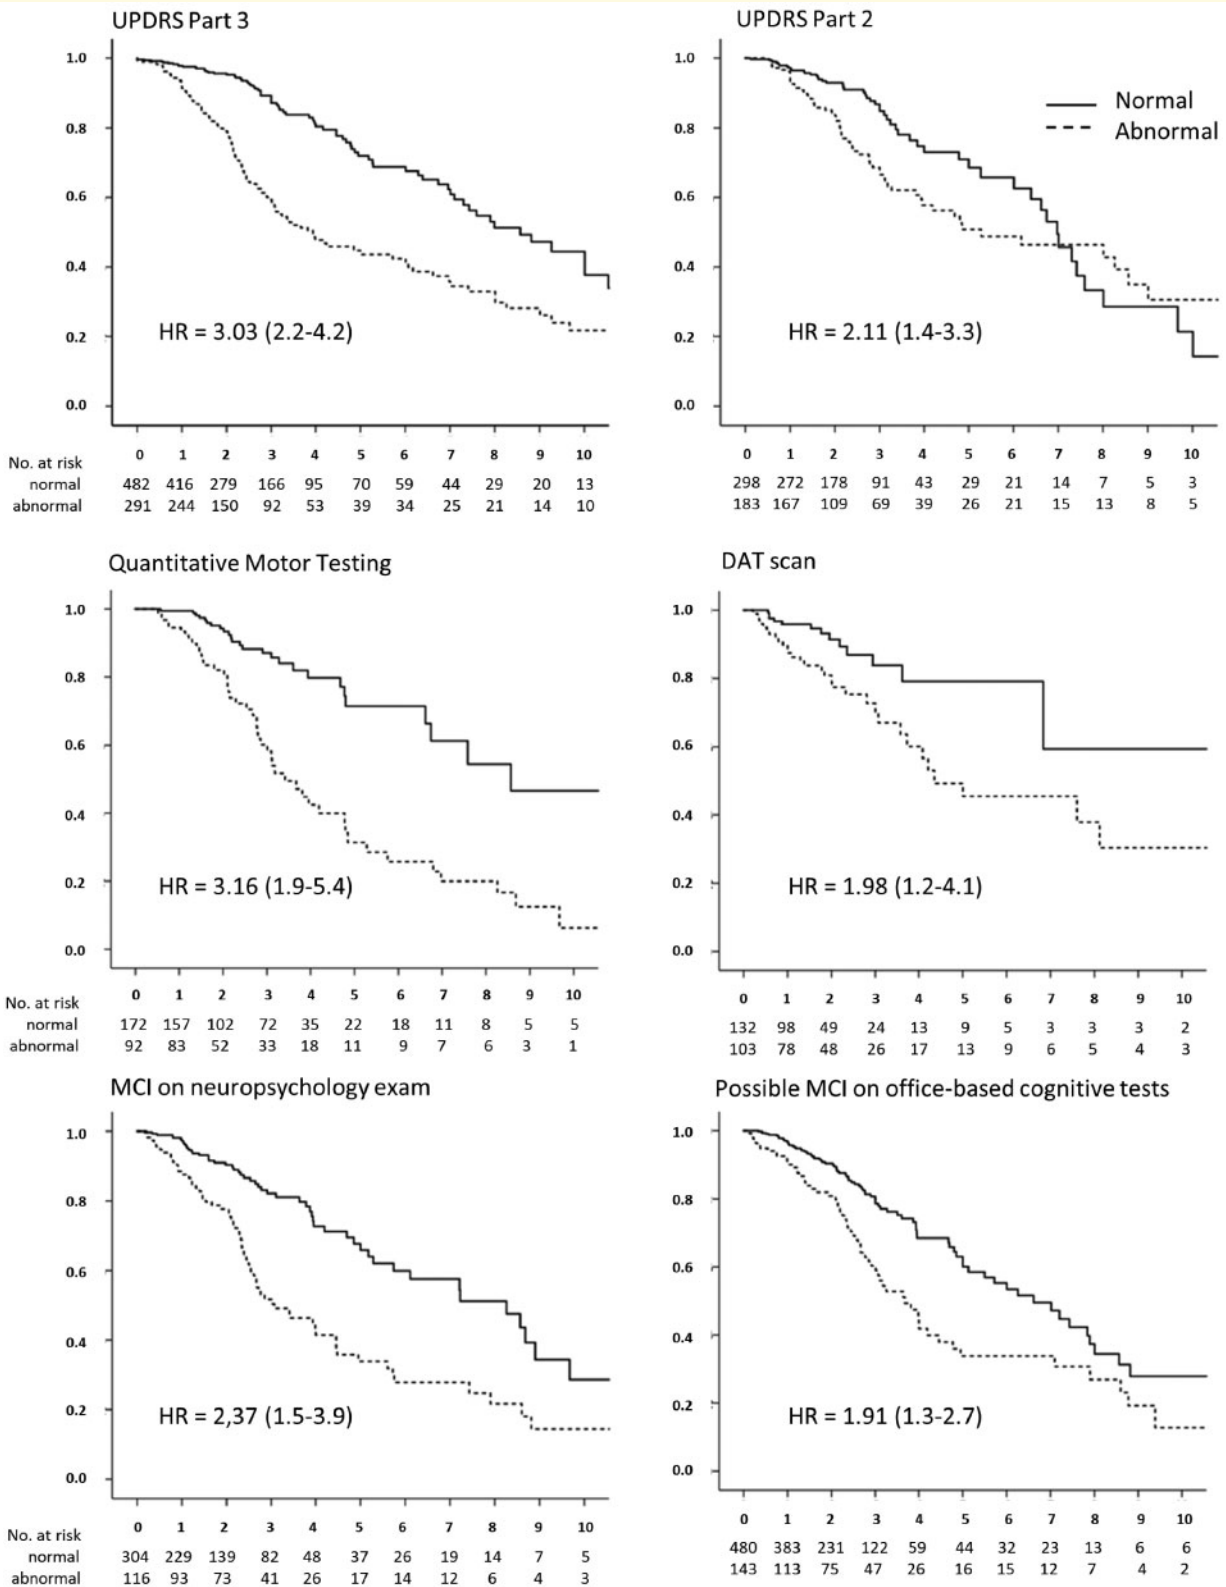 UPDRS Part 3
1.0
0.8
0.6
0.4
0.2
0.0
HR = 3.03 (2.2-4.2)
0 1 2 3 4 5 6 7 8 9 10
No. at risk
normal 482 416 279 166 95 70 59 44 29 20 13
abnormal 291 244 150 92 53 39 34 25 21 14 10
UPDRS Part 2
Normal
Abnormal
1.0
0.8
0.6
0.4
0.2
0.0
HR = 2.11 (1.4-3.3)
0 1 2 3 4 5 6 7 8 9 10
298 272 178 91 43 29 21 14 7 5 3
183 167 109 69 39 26 21 15 13 8 5
Quantitative Motor Testing
1.0
0.8
0.6
0.4
0.2
0.0
HR = 3.16 (1.9-5.4)
0 1 2 3 4 5 6 7 8 9 10
No. at risk
normal 172 157 102 72 35 22 18 11 8 5 5
abnormal 92 83 52 33 18 11 9 7 6 3 1
DAT scan
1.0
0.8
0.6
0.4
0.2
0.0
HR = 1.98 (1.2-4.1)
0 1 2 3 4 5 6 7 8 9 10
132 98 49 24 13 9 5 3 3 3 2
103 78 48 26 17 13 9 6 5 4 3
MCI on neuropsychology exam
1.0
0.8
0.6
0.4
0.2
0.0
HR = 2,37 (1.5-3.9)
0 1 2 3 4 5 6 7 8 9 10
No. at risk
normal 304 229 139 82 48 37 26 19 14 7 5
abnormal 116 93 73 41 26 17 14 12 6 4 3
Possible MCI on office-based cognitive tests
1.0
0.8
0.6
0.4
0.2
0.0
HR = 1.91 (1.3-2.7)
0 1 2 3 4 5 6 7 8 9 10
480 383 231 122 59 44 32 23 13 6 6
143 113 75 47 26 16 15 12 7 4 2